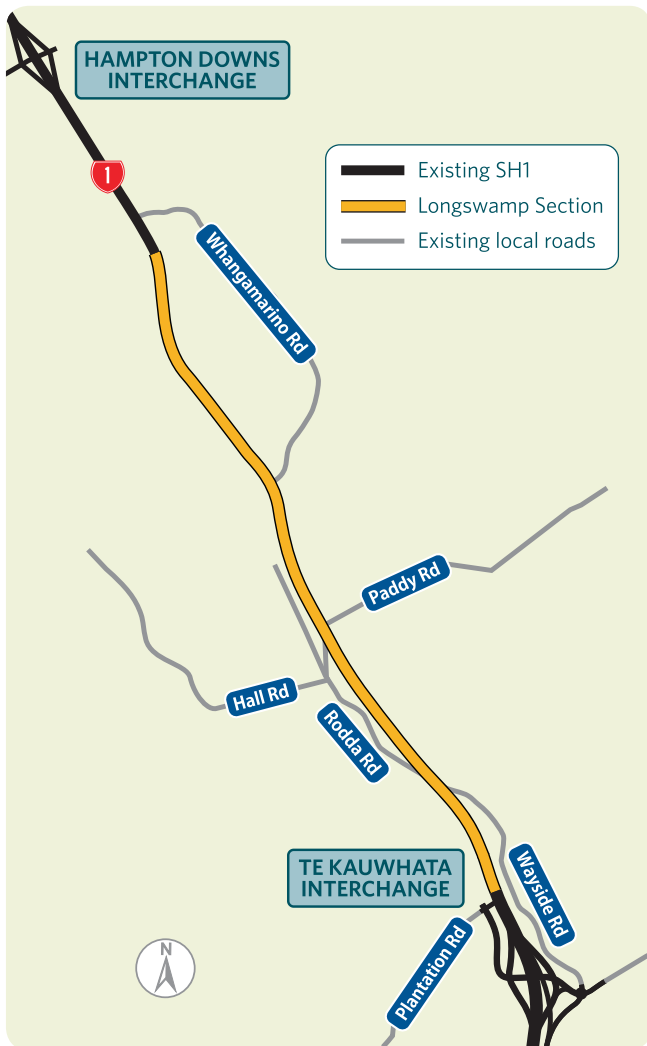 HAMPTON DOWNS
INTERCHANGE
1
Existing SH1
Longswamp Section
Existing local roads
Whangamarino Rd
Paddy Rd
Hall Rd
Rodda Rd
TE KAUWHATA
INTERCHANGE
Wayside Rd
Plantation Rd
N